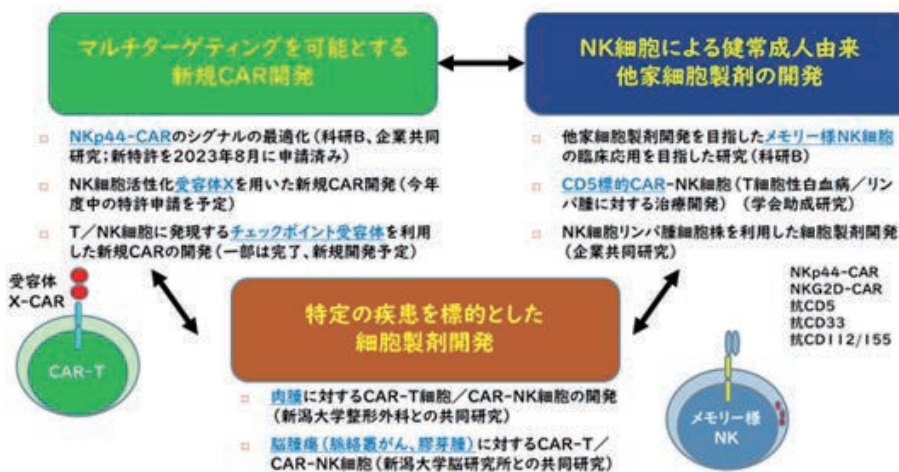 マルチターゲティングを可能とする
新規CAR開発
NKp44-CARのシグナルの最適化(科研B、企業共同
研究;新特許を2023年8月に申請済み)
NK細胞活性化受容体Xを用いた新規CAR開発(今年
度中の特許申請を予定)
T/NK細胞に発現するチェックポイント受容体を利用
した新規CARの開発(一部は完了、新規開発予定)
NK細胞による健常成人由来
他家細胞製剤の開発
他家細胞製剤開発を目指したメモリー様NK細胞
の臨床応用を目指した研究(科研B)
CD5標的CAR-NK細胞(T細胞性白血病/リン
パ腫に対する治療開発) (学会助成研究)
NK細胞リンパ腫細胞株を利用した細胞製剤開発
(企業共同研究)
受容体
X-CAR
CAR-T
特定の疾患を標的とした
細胞製剤開発
肉腫に対するCAR-T細胞/CAR-NK細胞の開発
(新潟大学整形外科との共同研究)
脳腫瘍(脈絡叢がん、膠芽腫)に対するCAR-T/
CAR-NK細胞(新潟大学脳研究所との共同研究)
NKp44-CAR
NKG2D-CAR
抗CD5
抗CD33
抗CD112/155
メモリー様
NK